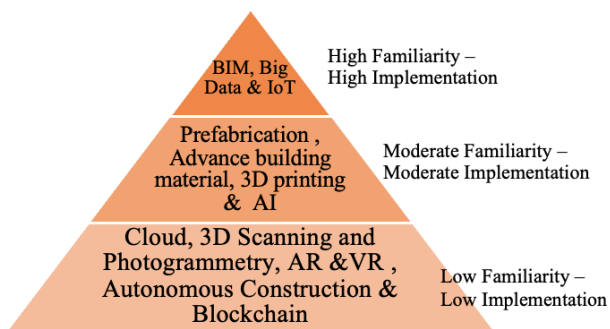 BIM, Big
Data & IoT
High Familiarity –
High Implementation
Prefabrication ,
Advance building
material, 3D printing
& AI
Moderate Familiarity –
Moderate Implementation
Cloud, 3D Scanning and
Photogrammetry, AR &VR ,
Autonomous Construction &
Blockchain
Low Familiarity –
Low Implementation